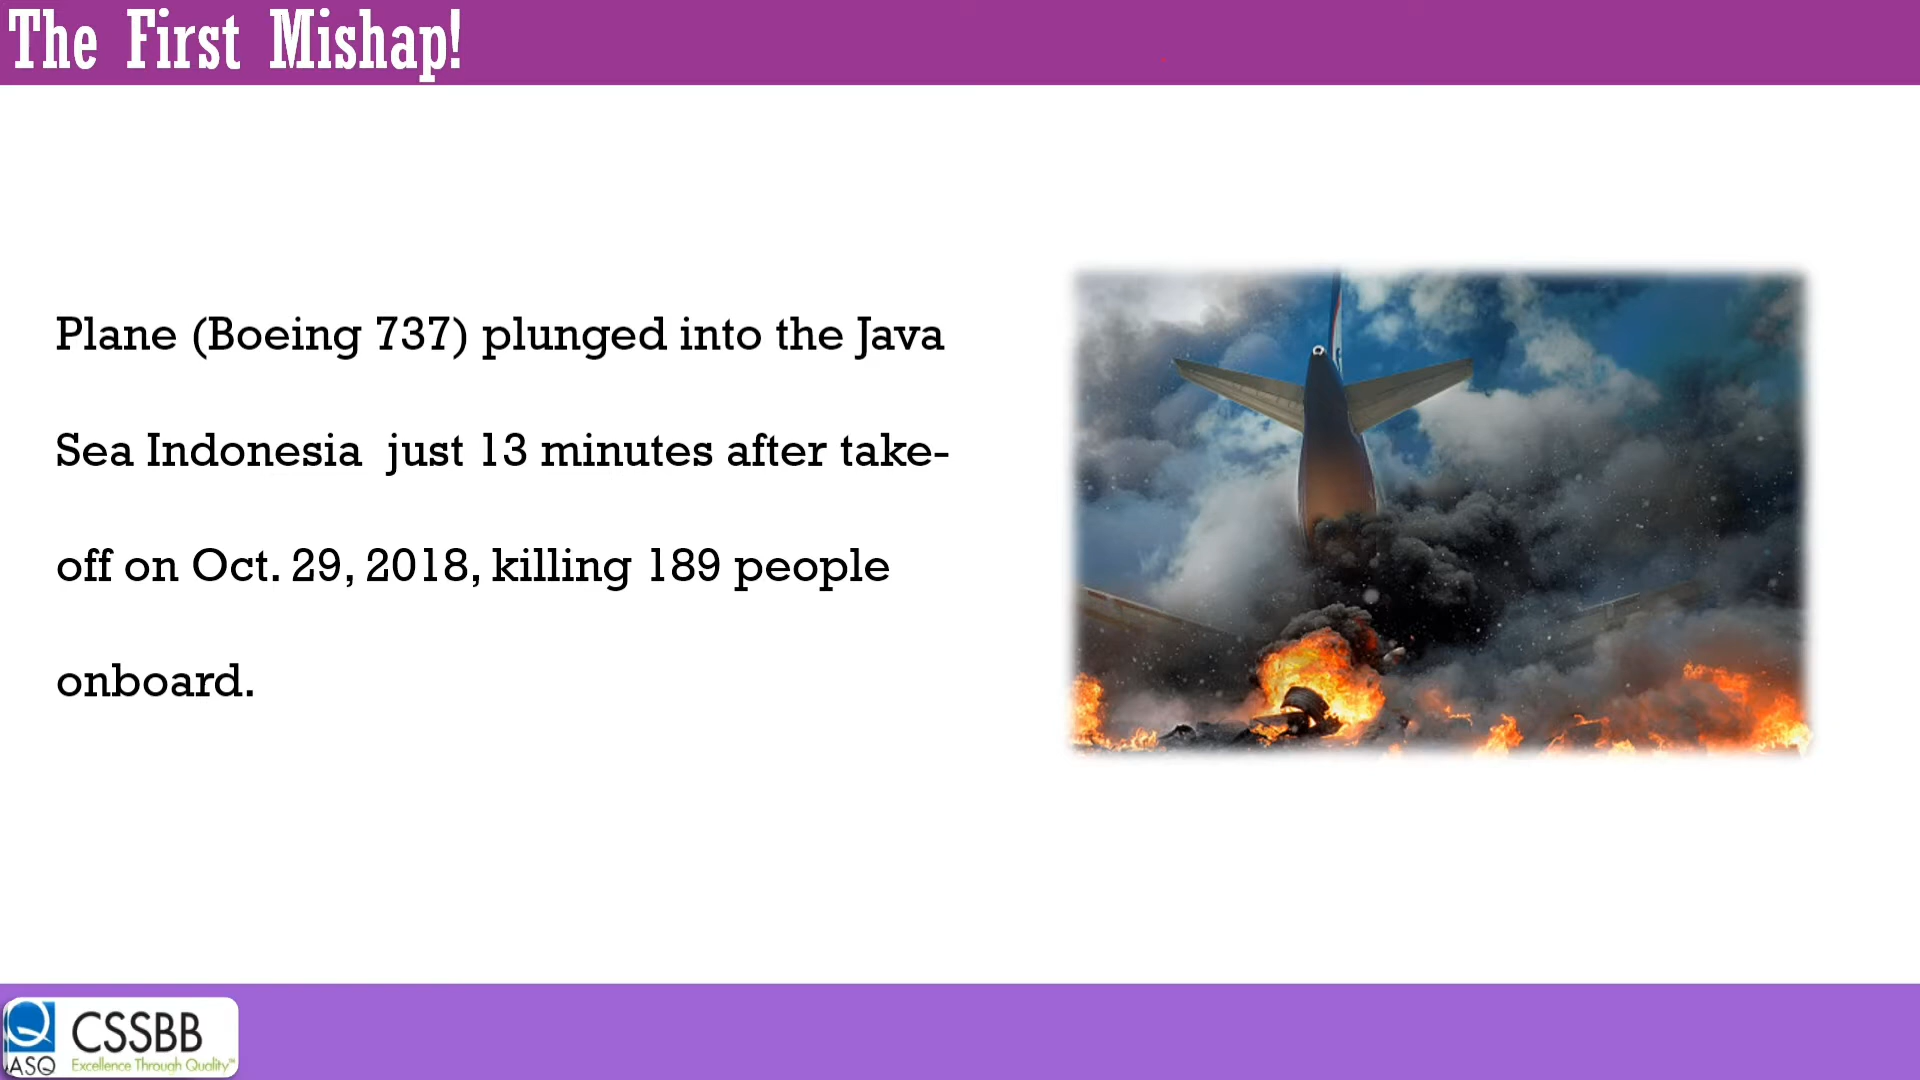 The First Mishap!
Plane (Boeing 737) plunged into the Java
Sea Indonesia just 13 minutes after take-
off on Oct. 29, 2018, killing 189 people
onboard.
CSSBB
ASQ Excellence Through Quality™